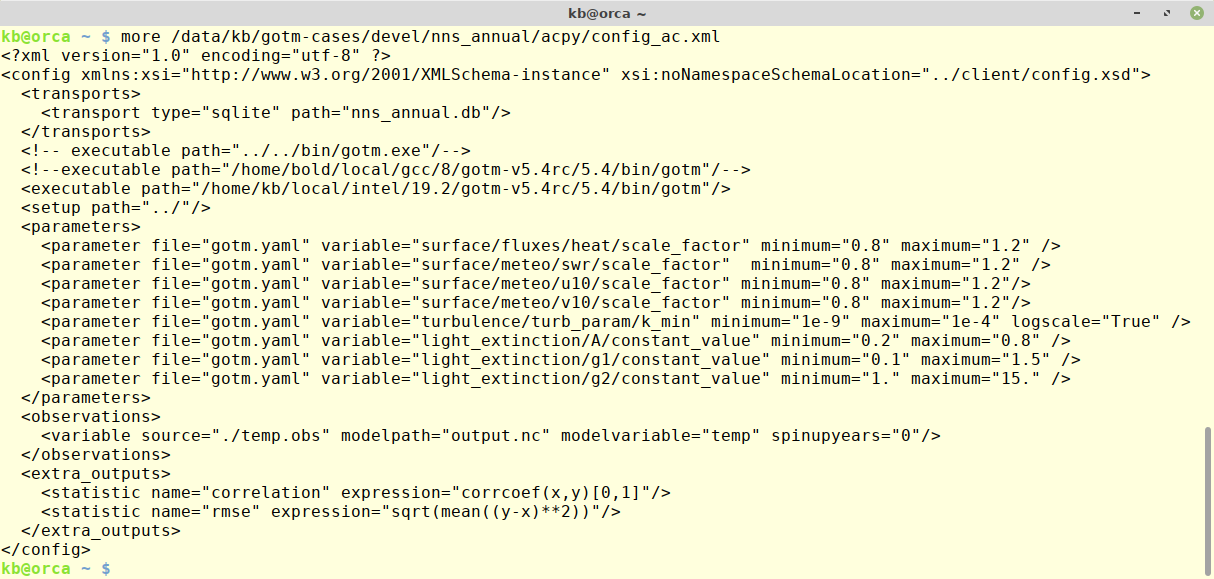 kb@orca ~
kb@orca ~ $ more /data/kb/gotm-cases/devel/nns_annual/acpy/config_ac.xml
<?xml version="1.0" encoding="utf-8" ?>
<config xmlns:xsi="http://www.w3.org/2001/XMLSchema-instance" xsi:noNamespaceSchemaLocation="../client/config.xsd">
  <transports>
    <transport type="sqlite" path="nns_annual.db"/>
  </transports>
  <!-- executable path="../../bin/gotm.exe"/-->
  <!--executable path="/home/bold/local/gcc/8/gotm-v5.4rc/5.4/bin/gotm"/-->
  <executable path="/home/kb/local/intel/19.2/gotm-v5.4rc/5.4/bin/gotm"/>
  <setup path="../"/>
  <parameters>
    <parameter file="gotm.yaml" variable="surface/fluxes/heat/scale_factor" minimum="0.8" maximum="1.2" />
    <parameter file="gotm.yaml" variable="surface/meteo/swr/scale_factor"  minimum="0.8" maximum="1.2" />
    <parameter file="gotm.yaml" variable="surface/meteo/u10/scale_factor" minimum="0.8" maximum="1.2"/>
    <parameter file="gotm.yaml" variable="surface/meteo/v10/scale_factor" minimum="0.8" maximum="1.2"/>
    <parameter file="gotm.yaml" variable="turbulence/turb_param/k_min" minimum="1e-9" maximum="1e-4" logscale="True" />
    <parameter file="gotm.yaml" variable="light_extinction/A/constant_value" minimum="0.2" maximum="0.8" />
    <parameter file="gotm.yaml" variable="light_extinction/g1/constant_value" minimum="0.1" maximum="1.5" />
    <parameter file="gotm.yaml" variable="light_extinction/g2/constant_value" minimum="1." maximum="15." />
  </parameters>
  <observations>
    <variable source="./temp.obs" modelpath="output.nc" modelvariable="temp" spinupyears="0"/>
  </observations>
  <extra_outputs>
    <statistic name="correlation" expression="corrcoef(x,y)[0,1]"/>
    <statistic name="rmse" expression="sqrt(mean((y-x)**2))"/>
  </extra_outputs>
</config>
kb@orca ~ $